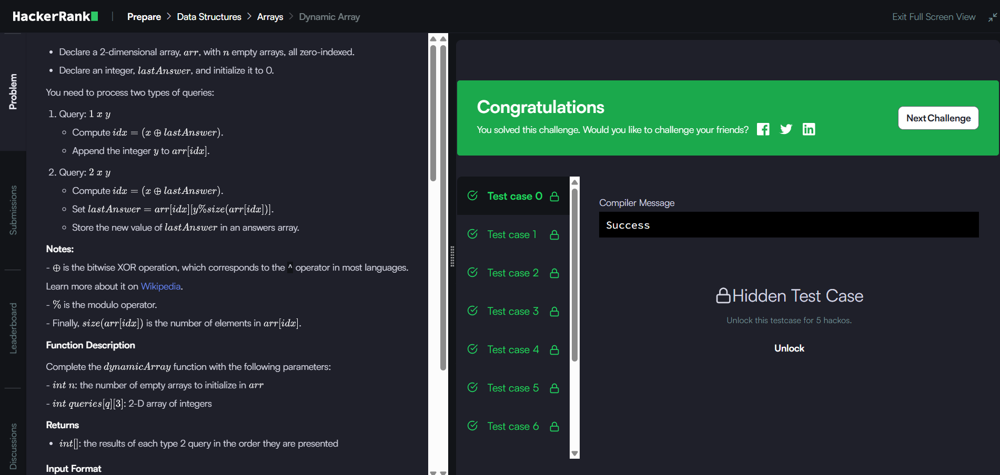 HackerRank
Prepare > Data Structures > Arrays > Dynamic Array
Exit Full Screen View
Problem
Submissions
Leaderboard
Discussions
• Declare a 2-dimensional array, arr, with n empty arrays, all zero-indexed.
• Declare an integer, lastAnswer, and initialize it to 0.
You need to process two types of queries:
1. Query: 1 x y
Compute idx = (x ⊕ lastAnswer).
Append the integer y to arr[idx].
2. Query: 2 x y
Compute idx = (x ⊕ lastAnswer).
Set lastAnswer = arr[idx][y%size(arr[idx])].
Store the new value of lastAnswer in an answers array.
Notes:
- ⊕ is the bitwise XOR operation, which corresponds to the ^ operator in most languages.
Learn more about it on Wikipedia.
- % is the modulo operator.
- Finally, size(arr[idx]) is the number of elements in arr[idx].
Function Description
Complete the dynamicArray function with the following parameters:
- int n: the number of empty arrays to initialize in arr
- int queries[q][3]: 2-D array of integers
Returns
• int[]: the results of each type 2 query in the order they are presented
Input Format
Congratulations
You solved this challenge. Would you like to challenge your friends?
Next Challenge
Test case 0
Test case 1
Test case 2
Test case 3
Test case 4
Test case 5
Test case 6
Compiler Message
Success
Hidden Test Case
Unlock this testcase for 5 hackos.
Unlock